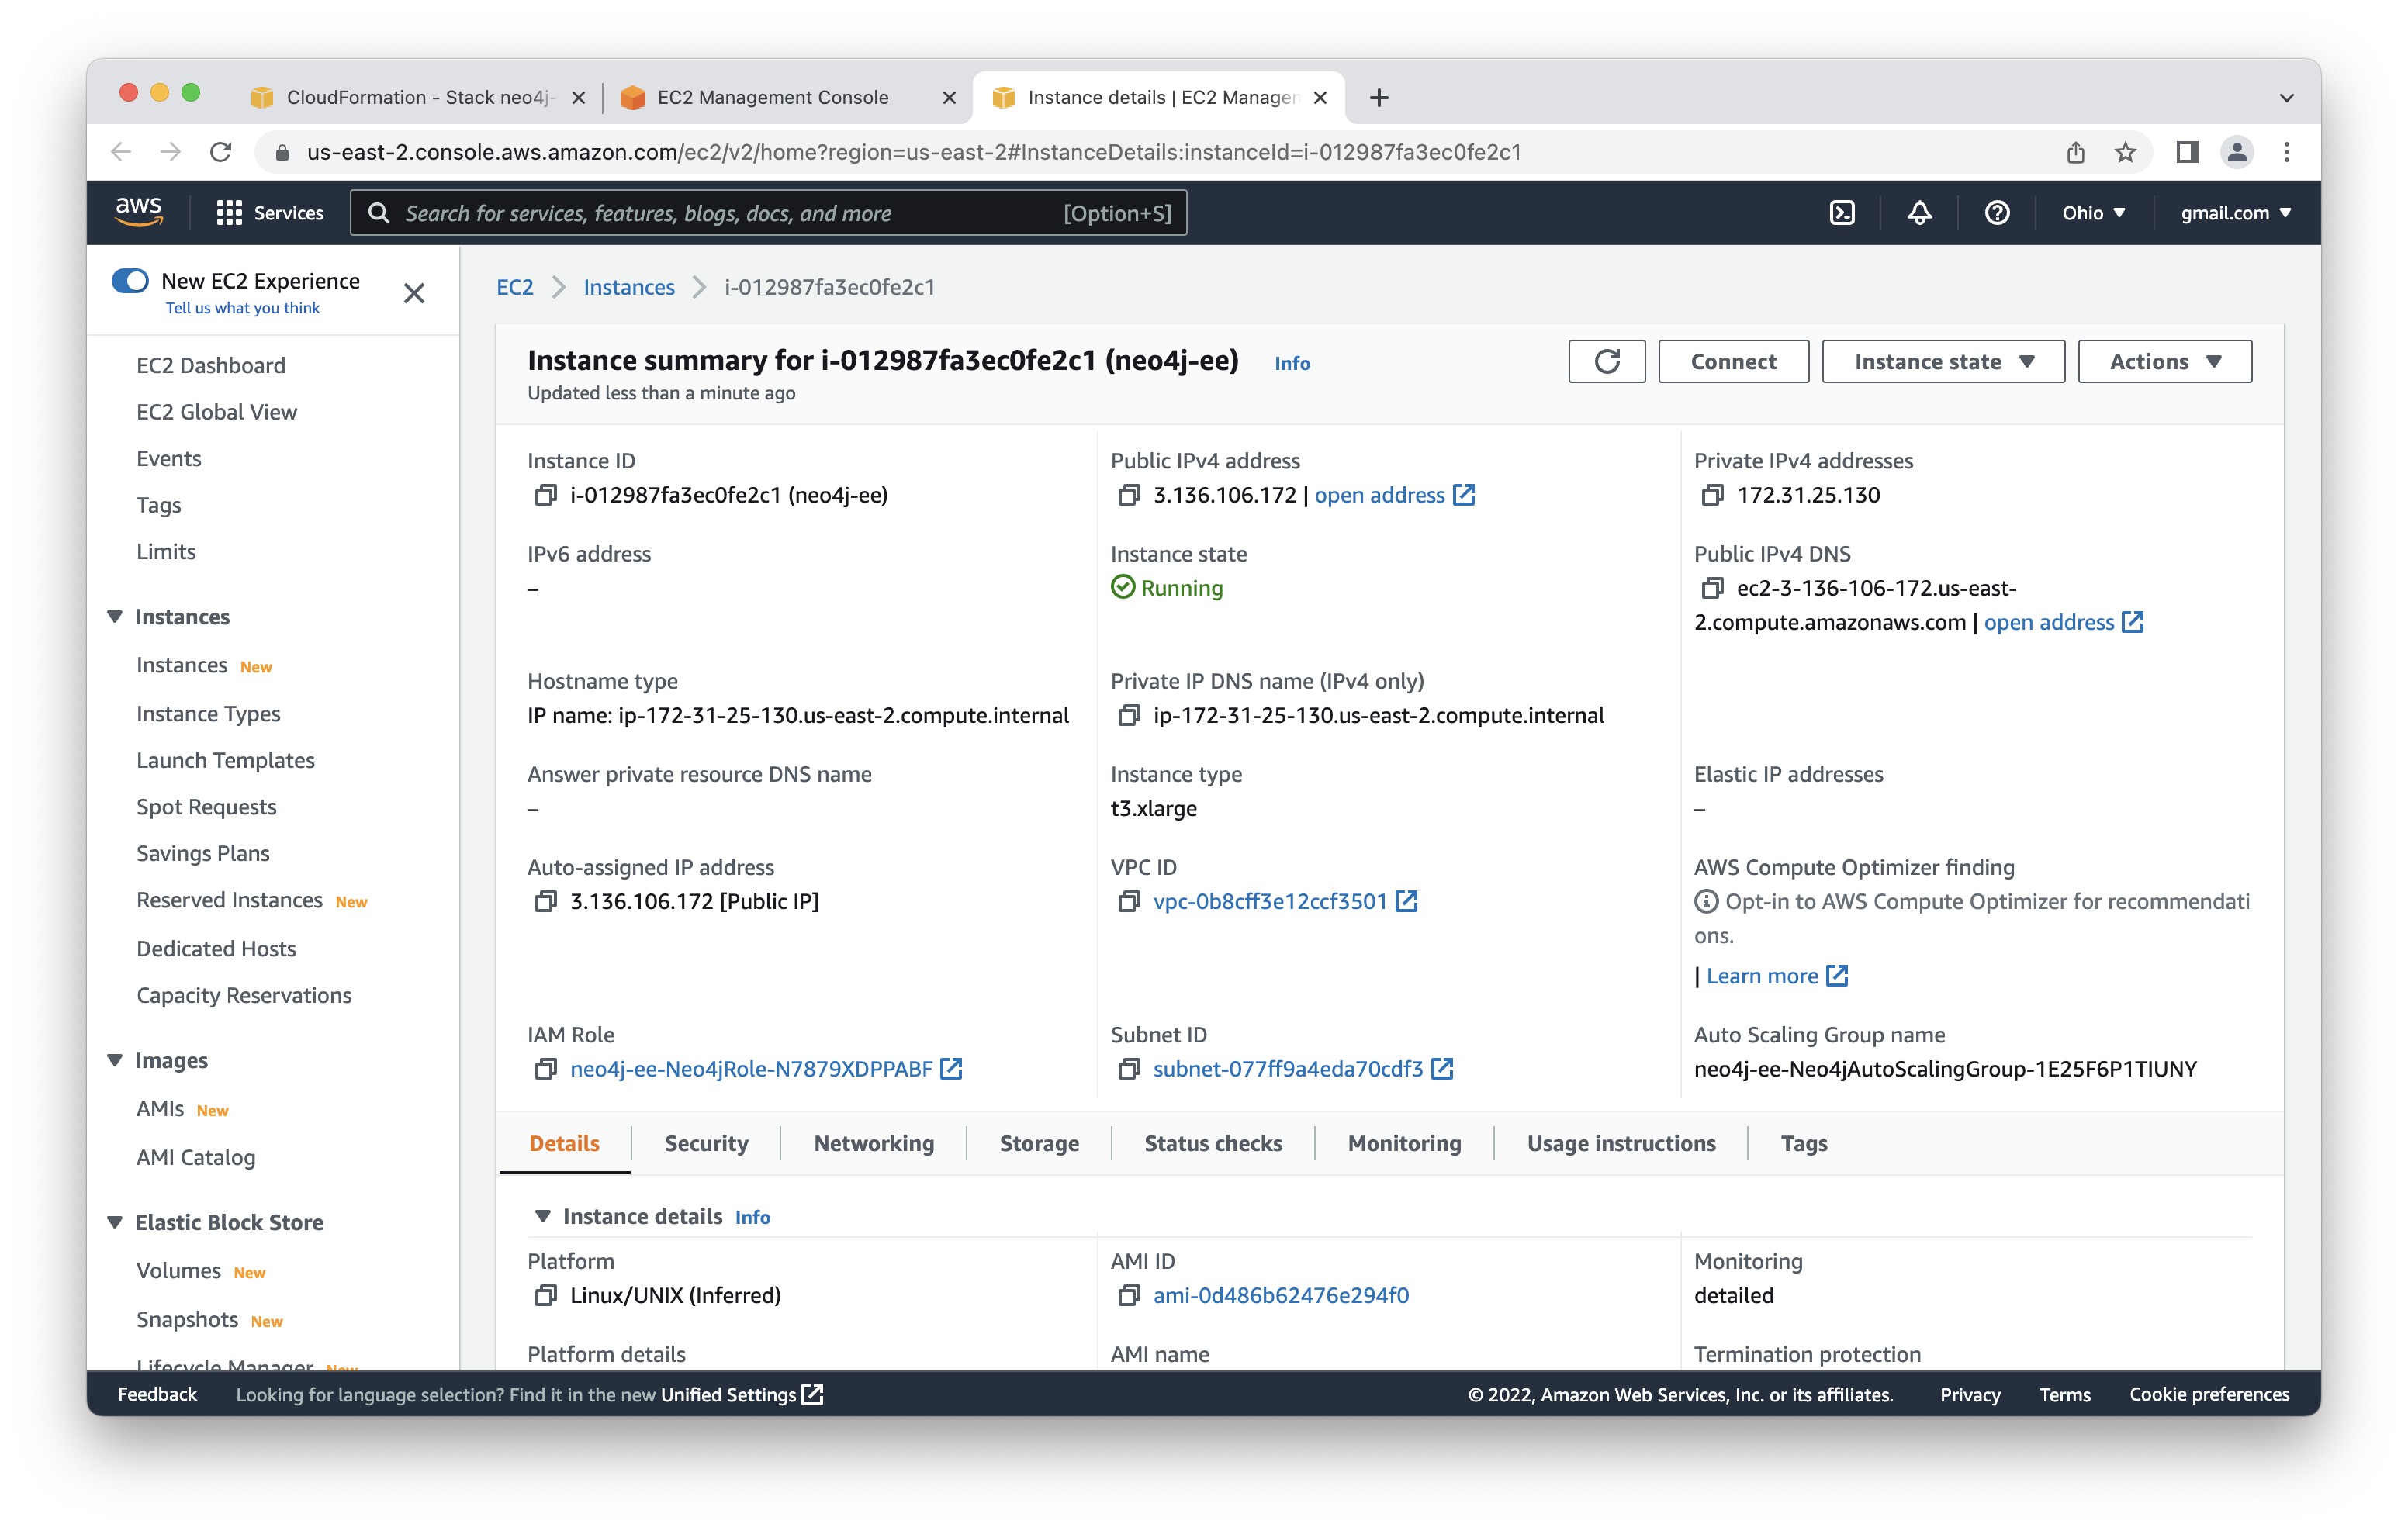 CloudFormation - Stack neo4j-
EC2 Management Console
Instance details | EC2 Manager
us-east-2.console.aws.amazon.com/ec2/v2/home?region=us-east-2#InstanceDetails:instanceId=i-012987fa3ec0fe2c1
aws
Services
Search for services, features, blogs, docs, and more
[Option+S]
Ohio
gmail.com
New EC2 Experience
Tell us what you think
EC2 Dashboard
EC2 Global View
Events
Tags
Limits
Instances
Instances New
Instance Types
Launch Templates
Spot Requests
Savings Plans
Reserved Instances New
Dedicated Hosts
Capacity Reservations
Images
AMIs New
AMI Catalog
Elastic Block Store
Volumes New
Snapshots New
Lifecycle Manager New
EC2
Instances
i-012987fa3ec0fe2c1
Instance summary for i-012987fa3ec0fe2c1 (neo4j-ee) Info
Updated less than a minute ago
Connect
Instance state
Actions
Instance ID
i-012987fa3ec0fe2c1 (neo4j-ee)
Public IPv4 address
3.136.106.172 | open address
Private IPv4 addresses
172.31.25.130
IPv6 address
–
Instance state
Running
Public IPv4 DNS
ec2-3-136-106-172.us-east-
2.compute.amazonaws.com | open address
Hostname type
IP name: ip-172-31-25-130.us-east-2.compute.internal
Private IP DNS name (IPv4 only)
ip-172-31-25-130.us-east-2.compute.internal
Answer private resource DNS name
–
Instance type
t3.xlarge
Elastic IP addresses
–
Auto-assigned IP address
3.136.106.172 [Public IP]
VPC ID
vpc-0b8cff3e12ccf3501
AWS Compute Optimizer finding
Opt-in to AWS Compute Optimizer for recommendati
ons.
| Learn more
IAM Role
neo4j-ee-Neo4jRole-N7879XDPPABF
Subnet ID
subnet-077ff9a4eda70cdf3
Auto Scaling Group name
neo4j-ee-Neo4jAutoScalingGroup-1E25F6P1TIUNY
Details
Security
Networking
Storage
Status checks
Monitoring
Usage instructions
Tags
Instance details Info
Platform
Linux/UNIX (Inferred)
AMI ID
ami-0d486b62476e294f0
Monitoring
detailed
Platform details
AMI name
Termination protection
Feedback
Looking for language selection? Find it in the new Unified Settings
© 2022, Amazon Web Services, Inc. or its affiliates.
Privacy
Terms
Cookie preferences